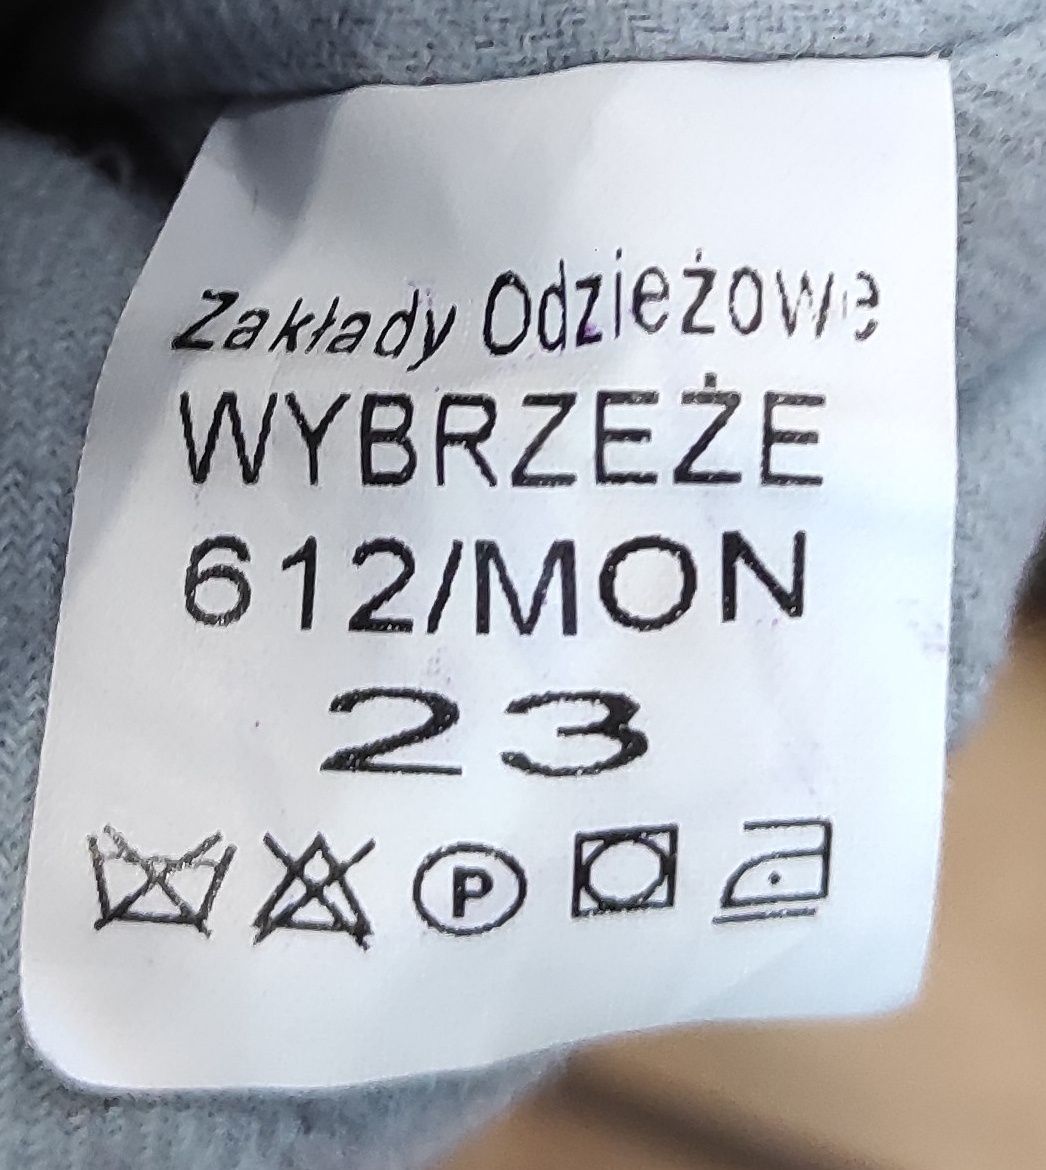 Zakłady Odzieżowe
WYBRZEŻE
612/MON
23
P